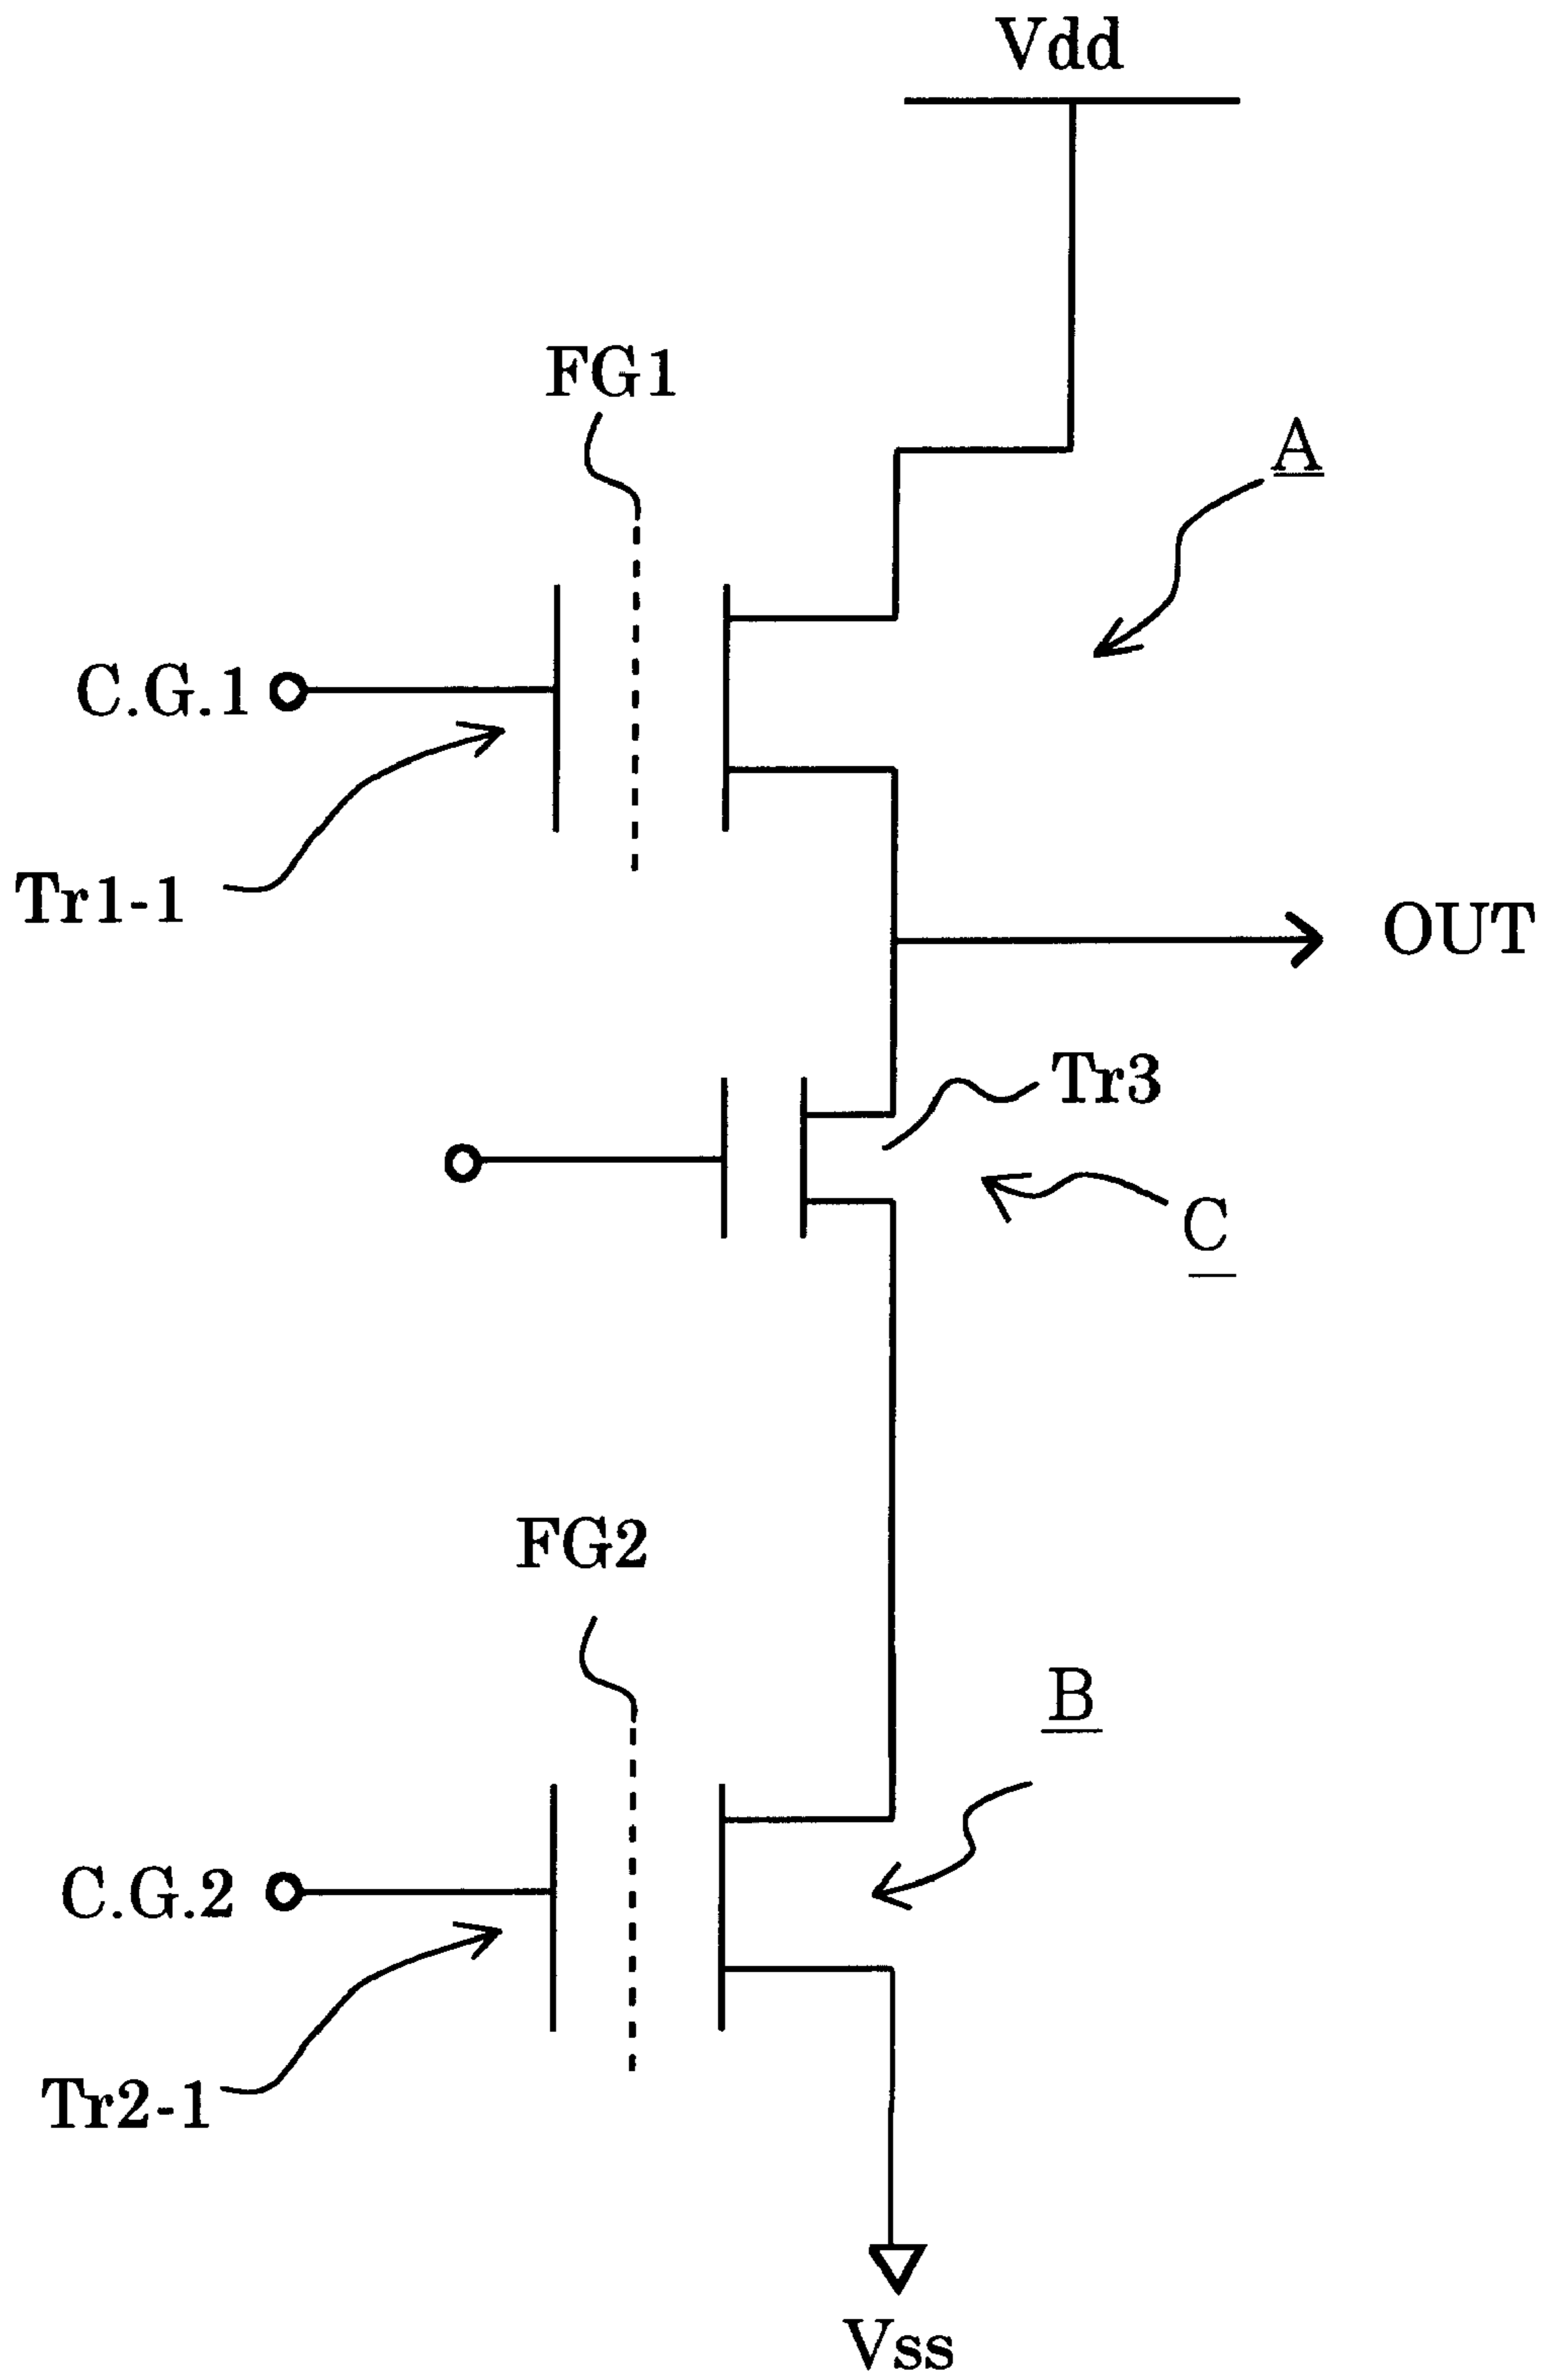 Vdd
FG1
A
C.G.1
Tr1-1
OUT
Tr3
C
FG2
B
C.G.2
Tr2-1
Vss